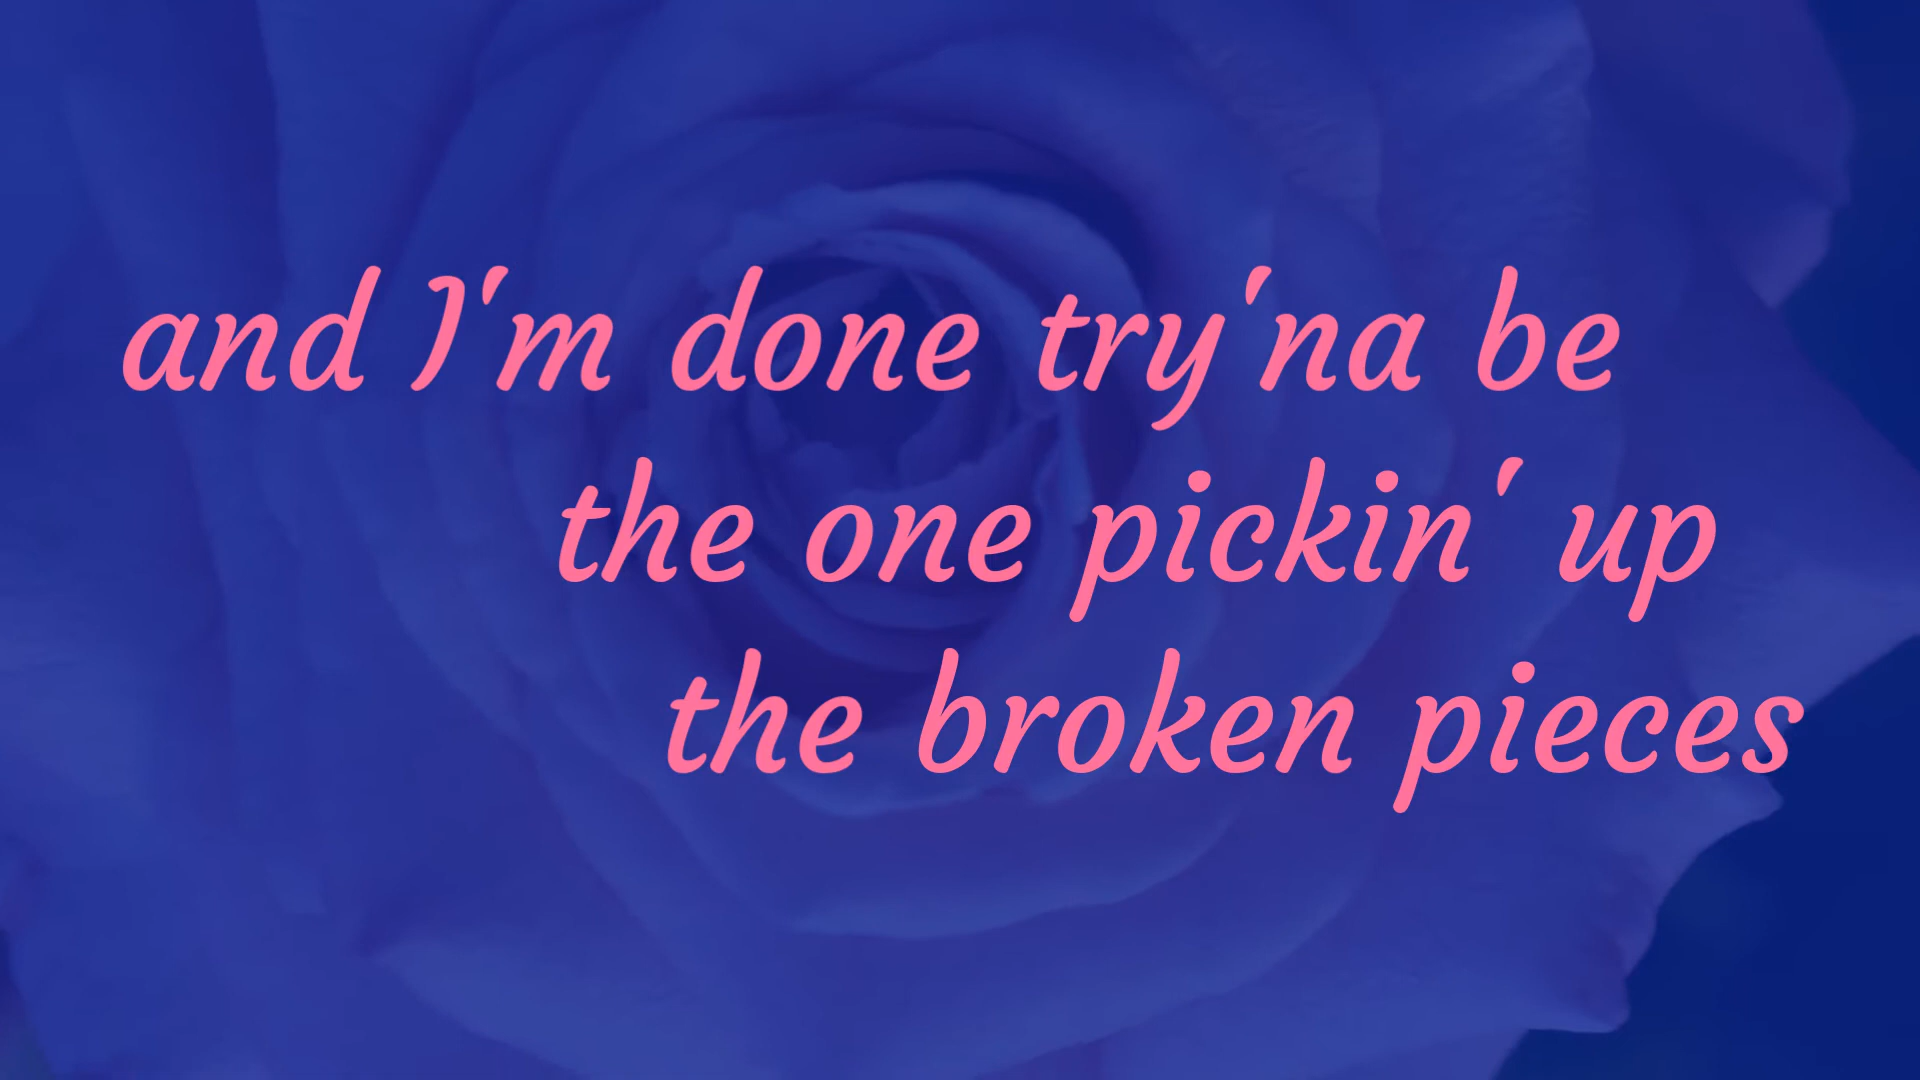 and I'm done try'na be
the one pickin' up
the broken pieces